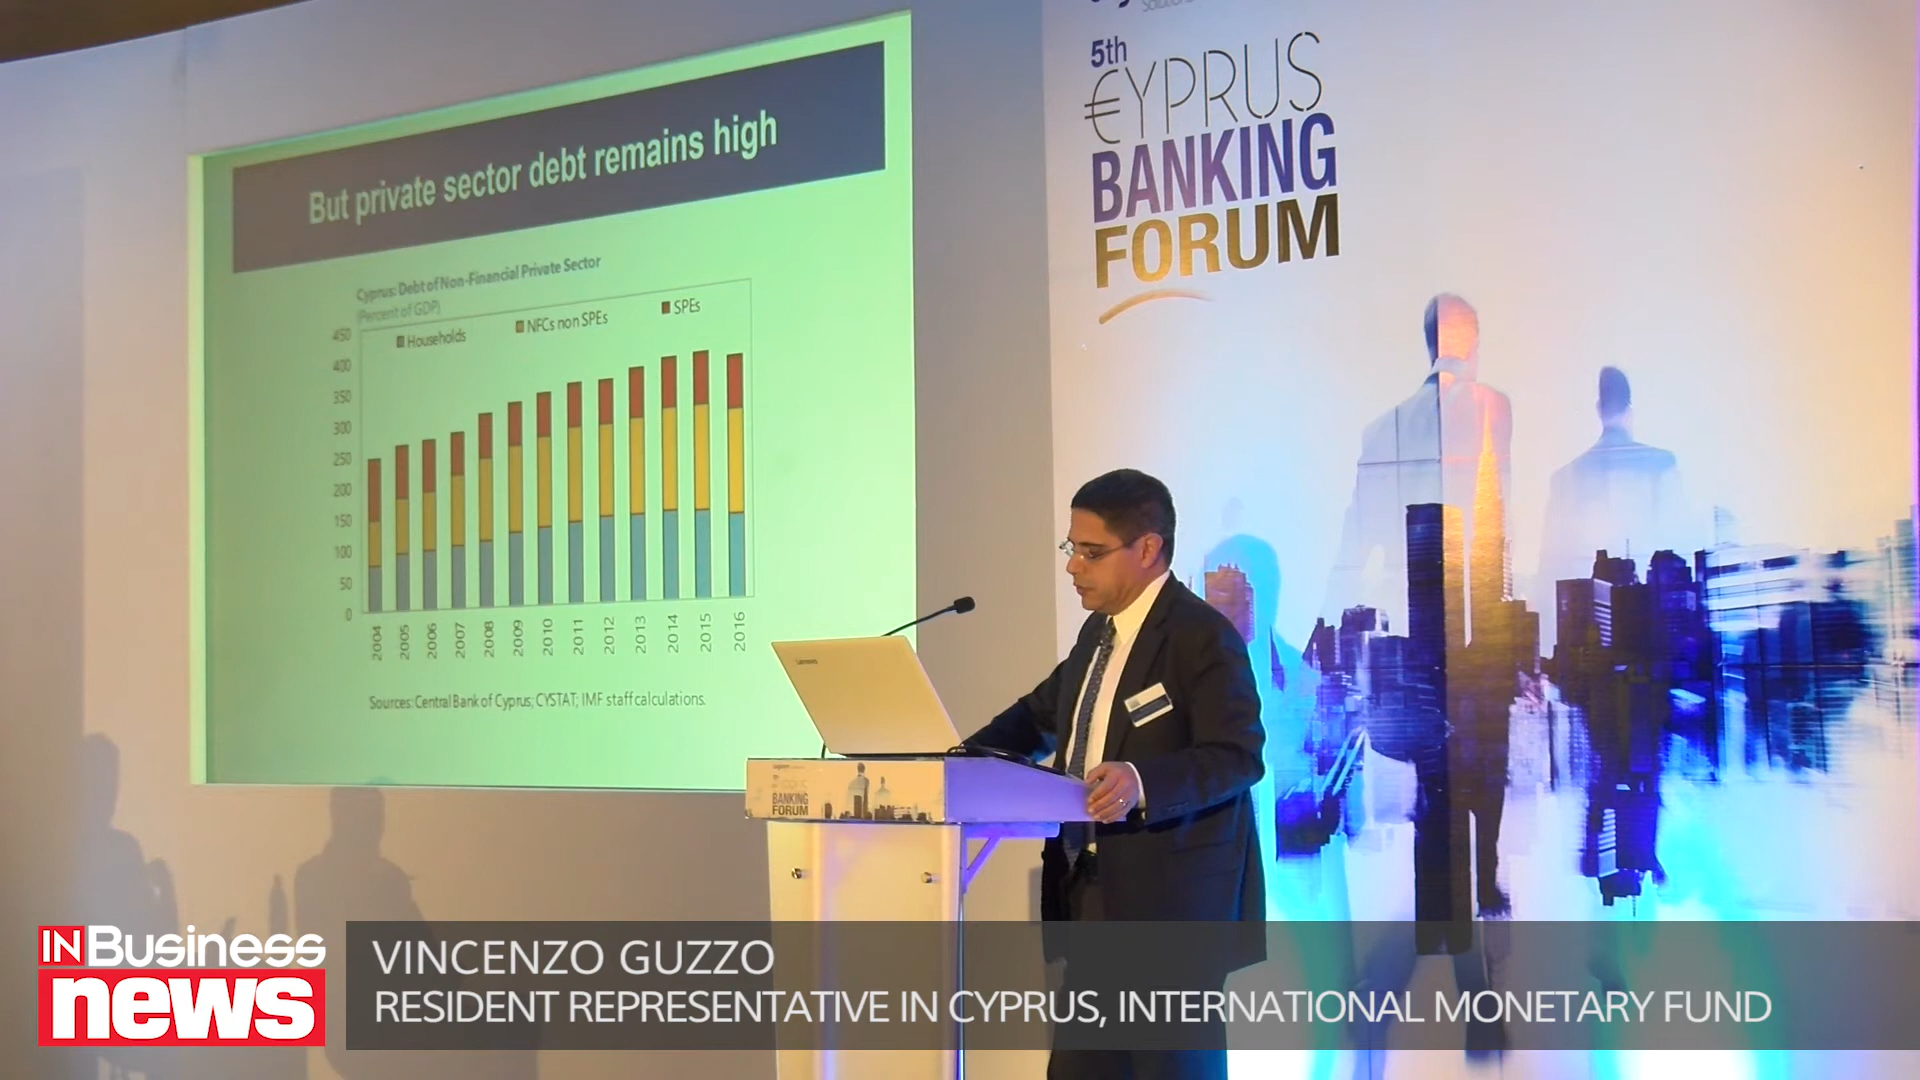 But private sector debt remains high
Cyprus: Debt of Non-Financial Private Sector
(Percent of GDP)
Households
NFCs non SPEs
SPEs
450
400
350
300
250
200
150
100
50
0
2004
2005
2006
2007
2008
2009
2010
2011
2012
2013
2014
2015
2016
Sources: Central Bank of Cyprus; CYSTAT; IMF staff calculations.
5th
€YPRUS
BANKING
FORUM
Lenovo
BANKING
FORUM
IN Business
news
VINCENZO GUZZO
RESIDENT REPRESENTATIVE IN CYPRUS, INTERNATIONAL MONETARY FUND